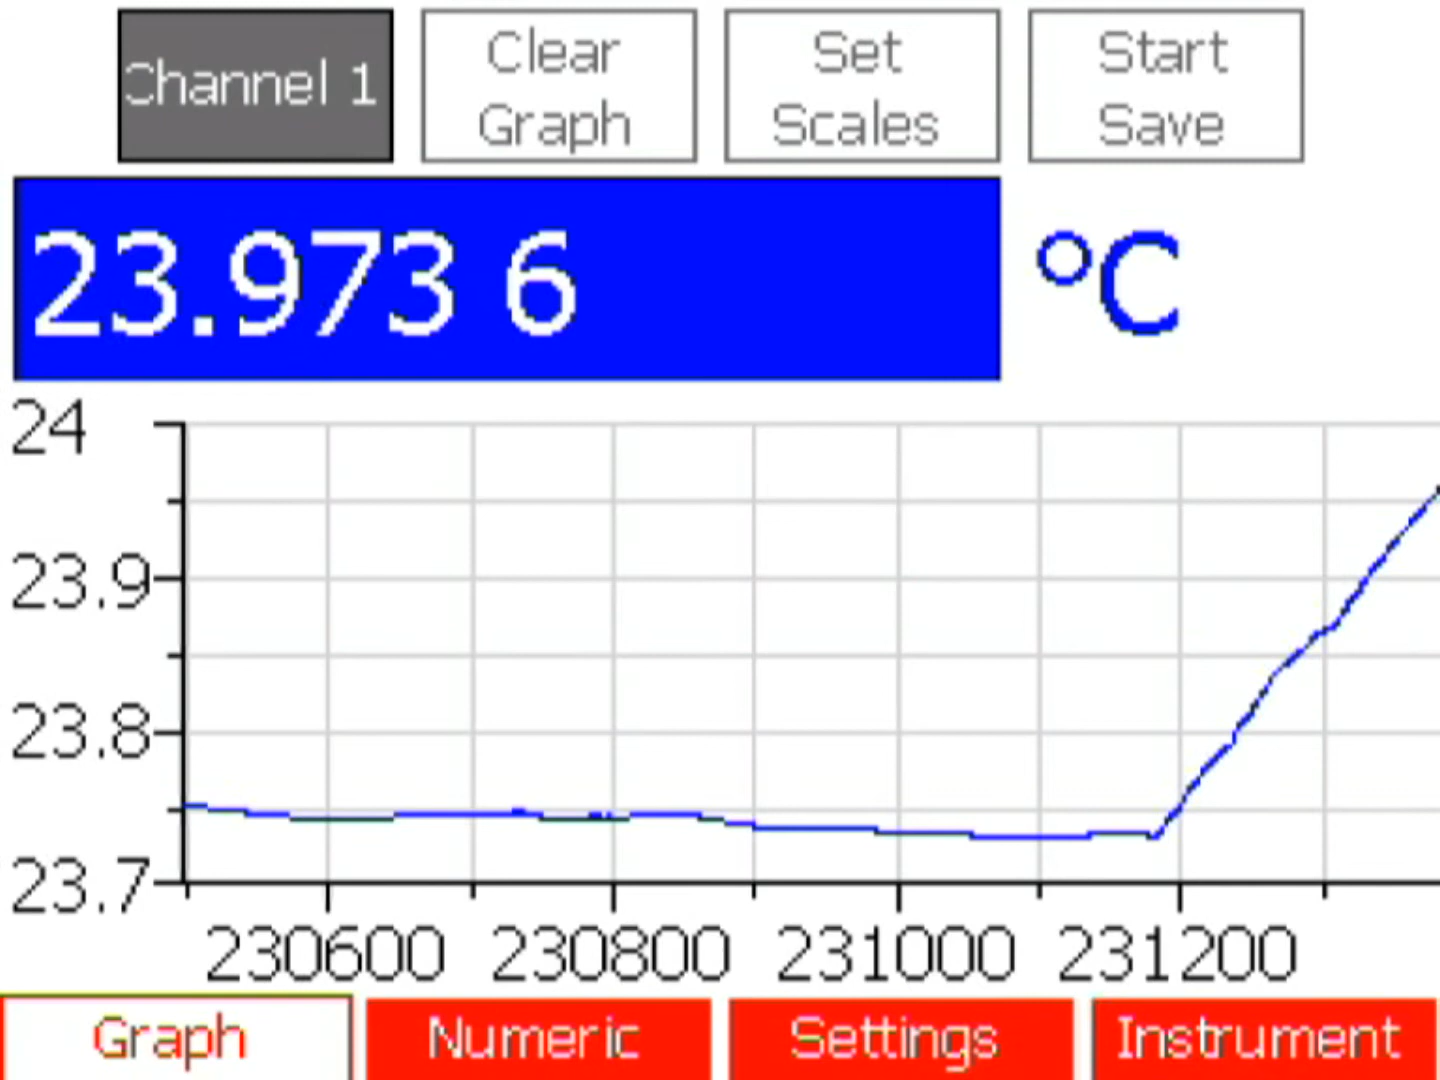 Channel 1
Clear
Graph
Set
Scales
Start
Save
23.973 6
°C
24
23.9
23.8
23.7
230600
230800
231000
231200
Graph
Numeric
Settings
Instrument